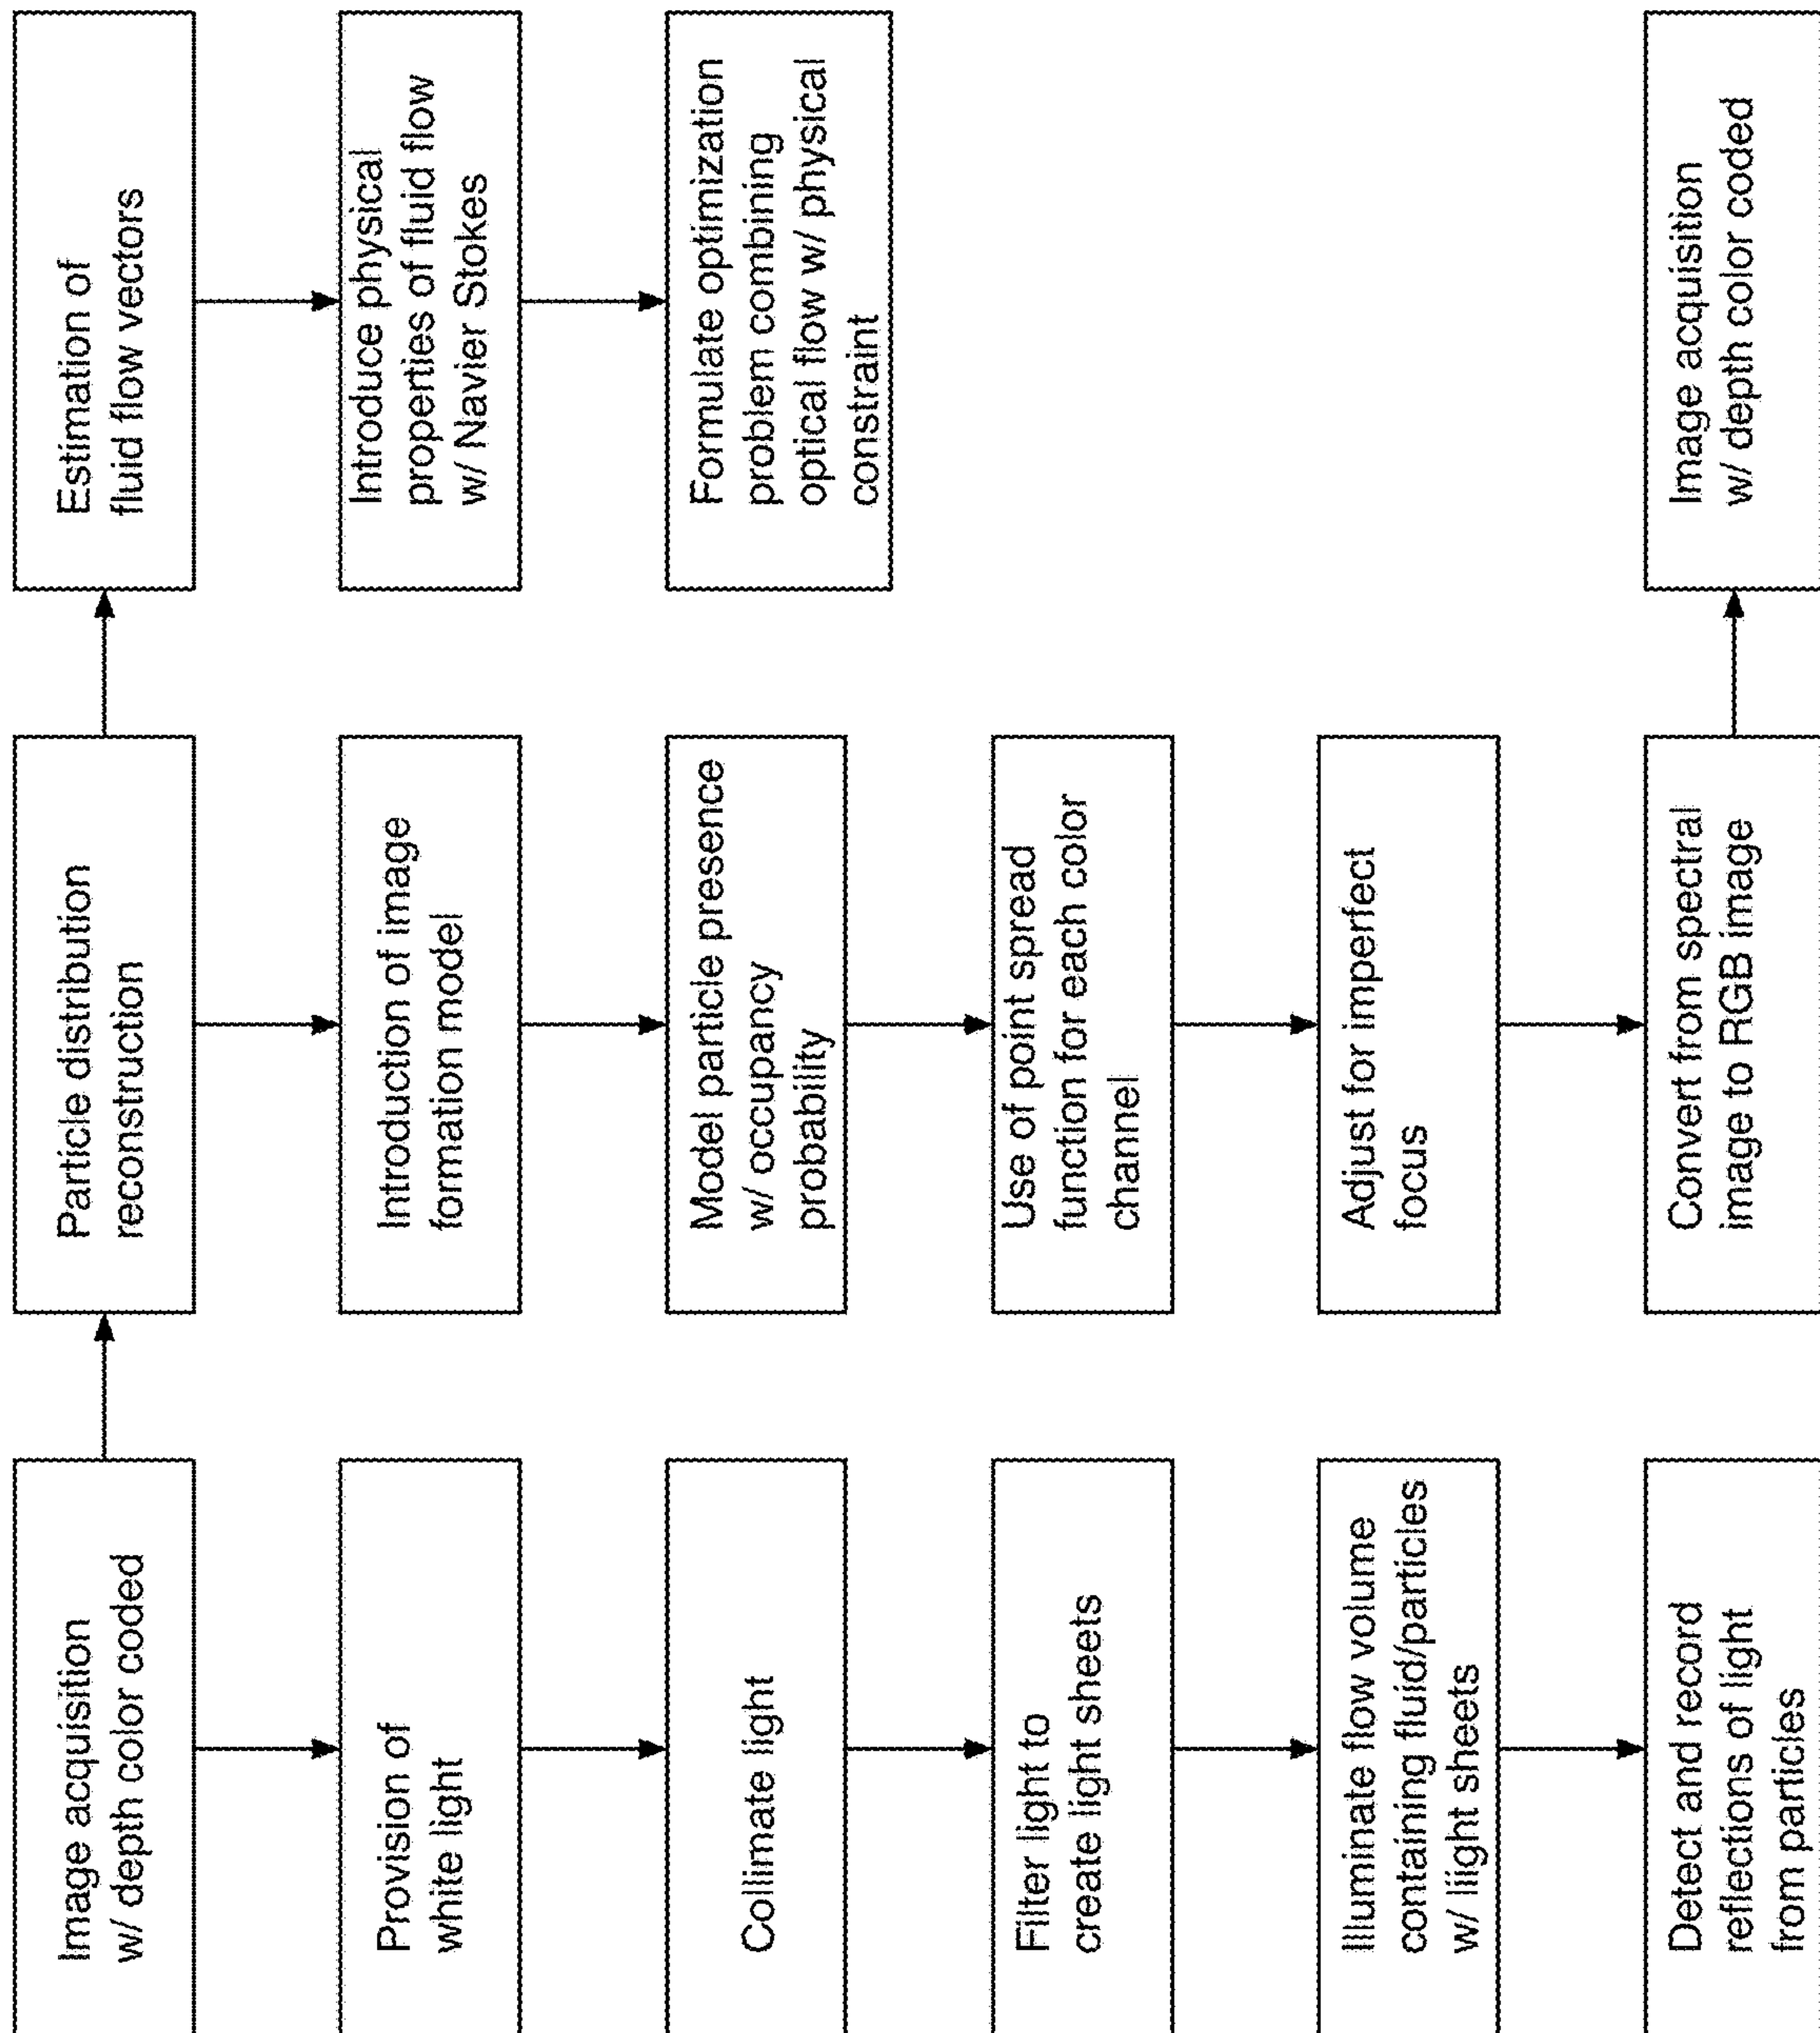 Image acquisition
w/ depth color coded
Provision of
white light
Collimate light
Filter light to
create light sheets
Illuminate flow volume
containing fluid/particles
w/ liight sheets
Detect and record
reflections of light
from particles
Particle distribution
reconstruction
Introduction of image
formation model
Model particle presence
w/ occupancy
probability
Use of point spread
function for each color
channel
Adjust for imperfect
focus
Convert from spectral
image to RGB image
Estimation of
fluid flow vectors
Introduce physical
properties of fluid flow
w/ Navier Stokes
Formulate optimization
problem combining
optical flow w/ physical
constraint
Image acquisition
w/ depth color coded